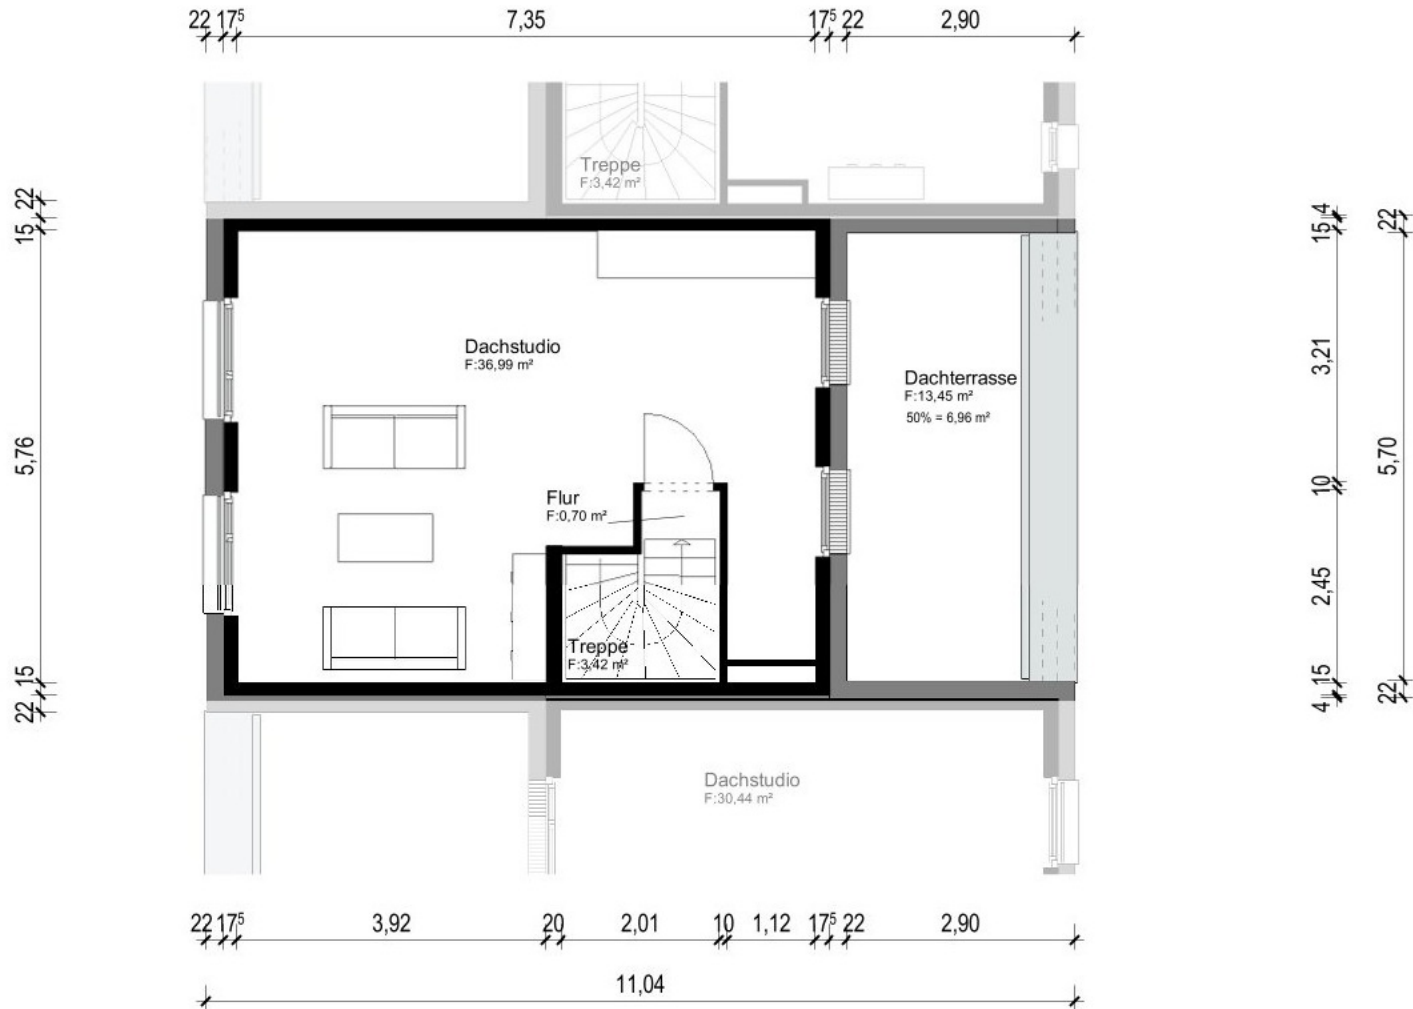 22 17⁵ 7,35 17⁵ 22 2,90
Treppe
F:3,42 m²
22
15
5,76
15
22
4
15
3,21
10
2,45
15
4
22
5,70
22
Dachstudio
F:36,99 m²
Dachterrasse
F:13,45 m²
50% = 6,96 m²
Flur
F:0,70 m²
Treppe
F:3,42 m²
Dachstudio
F:30,44 m²
22 17⁵ 3,92 20 2,01 10 1,12 17⁵ 22 2,90
11,04